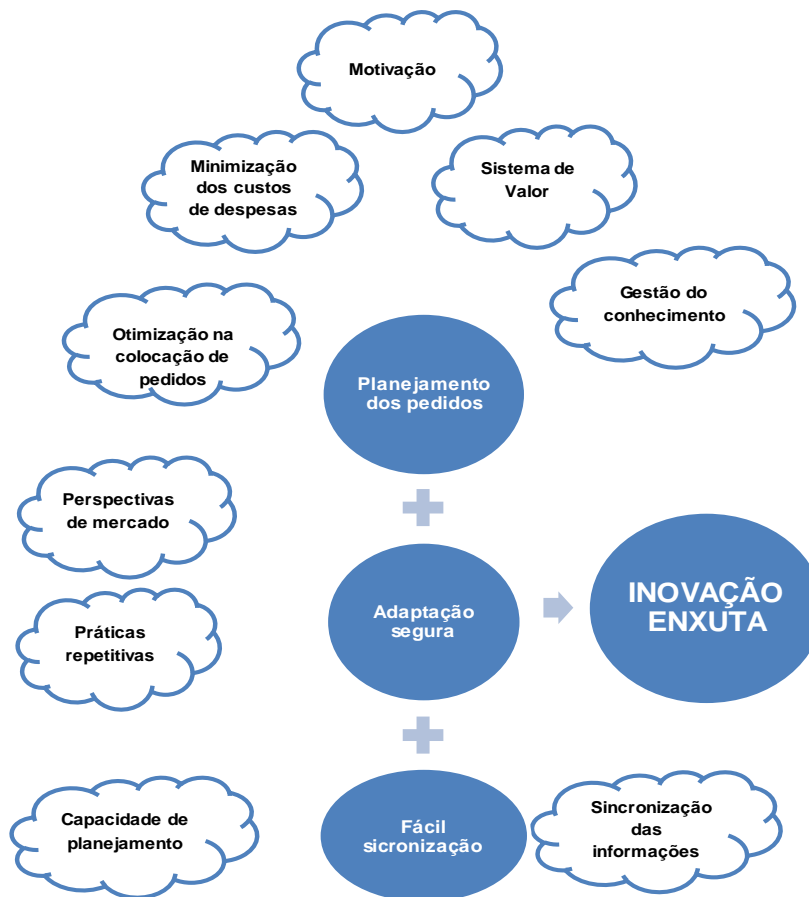 Motivação
Minimização
dos custos
de despesas
Sistema de
Valor
Gestão do
conhecimento
Otimização na
colocação de
pedidos
Planejamento
dos pedidos
Perspectivas
de mercado
Adaptação
segura
INOVAÇÃO
ENXUTA
Práticas
repetitivas
Capacidade de
planejamento
Fácil
sicronização
Sincronização
das
informações